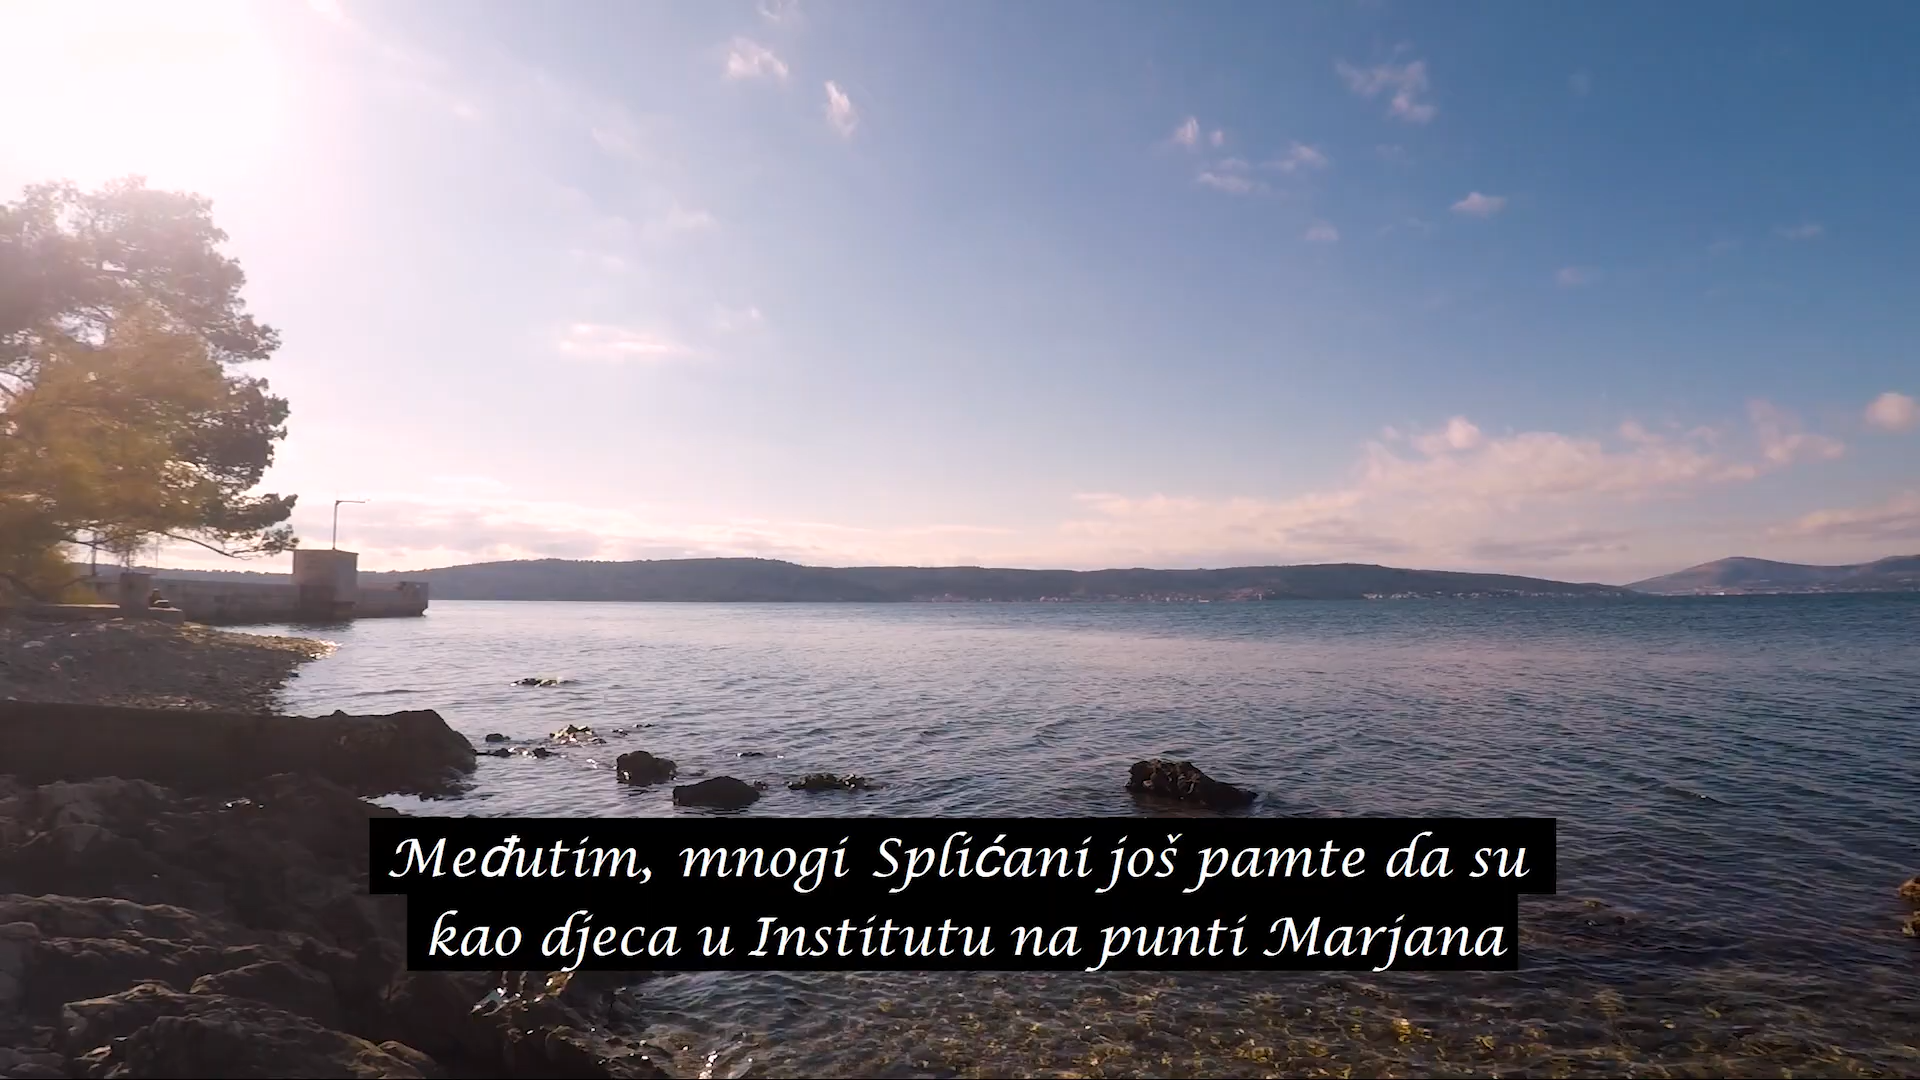 Međutim, mnogi Splićani još pamte da su
kao djeca u Institutu na punti Marjana